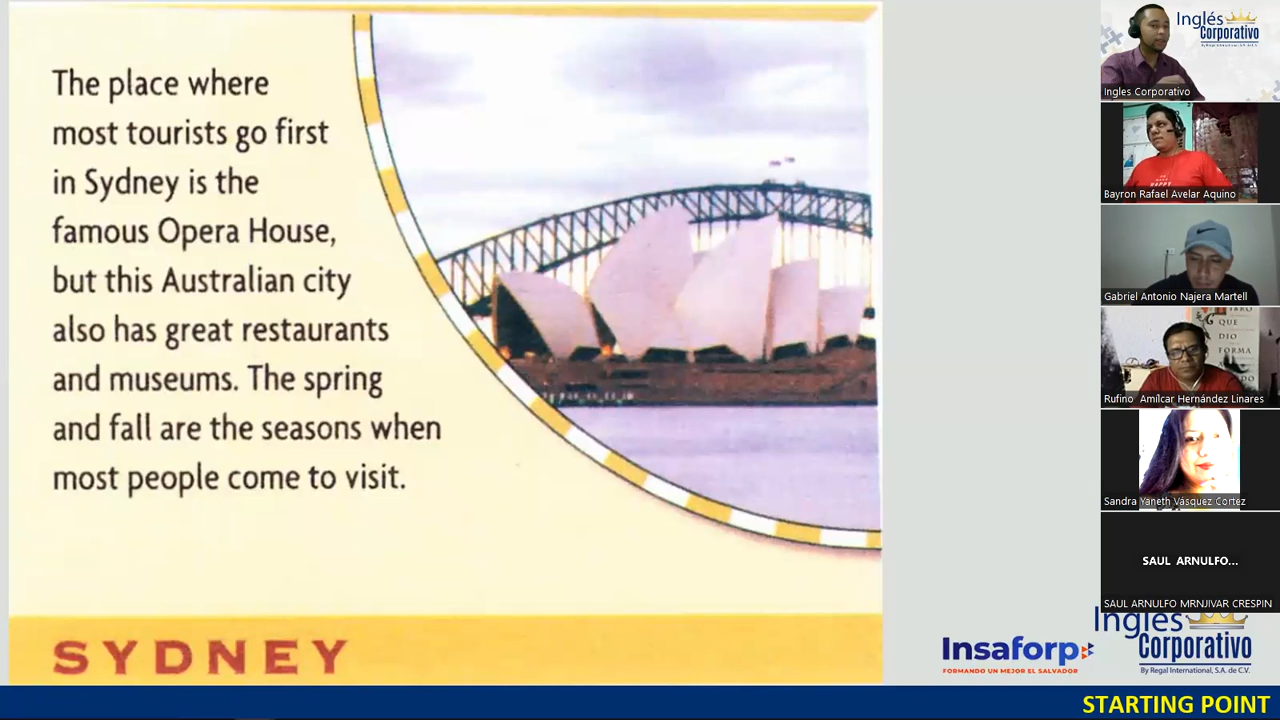 The place where
most tourists go first
in Sydney is the
famous Opera House,
but this Australian city
also has great restaurants
and museums. The spring
and fall are the seasons when
most people come to visit.
SYDNEY
Inglés
Corporativo
Ingles Corporativo
Bayron Rafael Avelar Aquino
Gabriel Antonio Najera Martell
LIBRO
QUE
DIO
FORMA
Rufino Amílcar Hernández Linares
Sandra Yaneth Vásquez Cortez
SAUL ARNULFO...
SAUL ARNULFO MRNJIVAR CRESPIN
Insaforp
FORMANDO UN MEJOR EL SALVADOR
Inglés
Corporativo
By Regal International, S.A. de C.V.
STARTING POINT